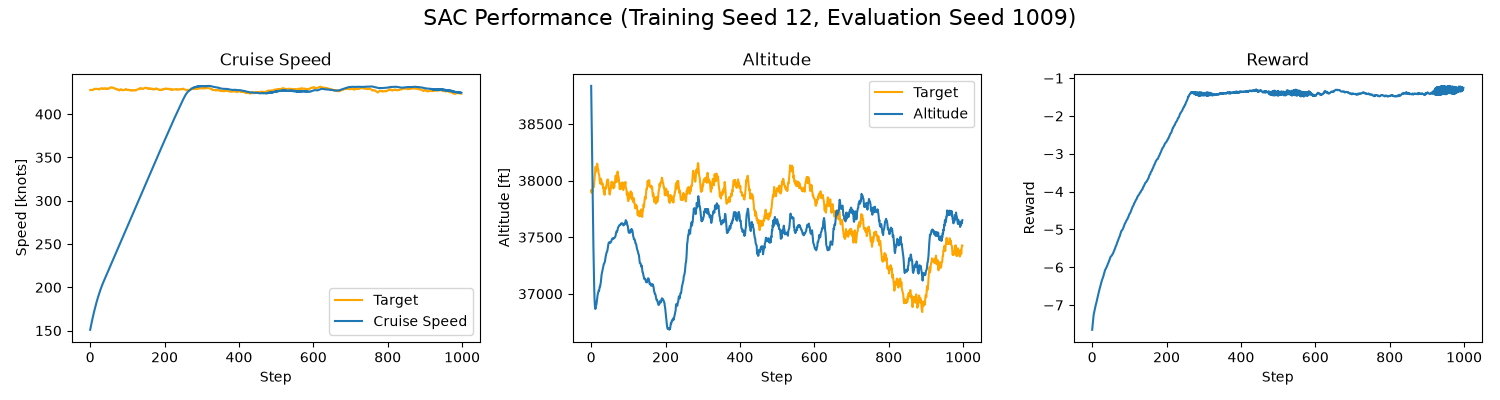 SAC Performance (Training Seed 12, Evaluation Seed 1009)
Cruise Speed
Speed [knots]
400
350
300
250
200
150
Target
Cruise Speed
0 200 400 600 800 1000
Step
Altitude
Altitude [ft]
38500
38000
37500
37000
Target
Altitude
0 200 400 600 800 1000
Step
Reward
Reward
−1
−2
−3
−4
−5
−6
−7
0 200 400 600 800 1000
Step